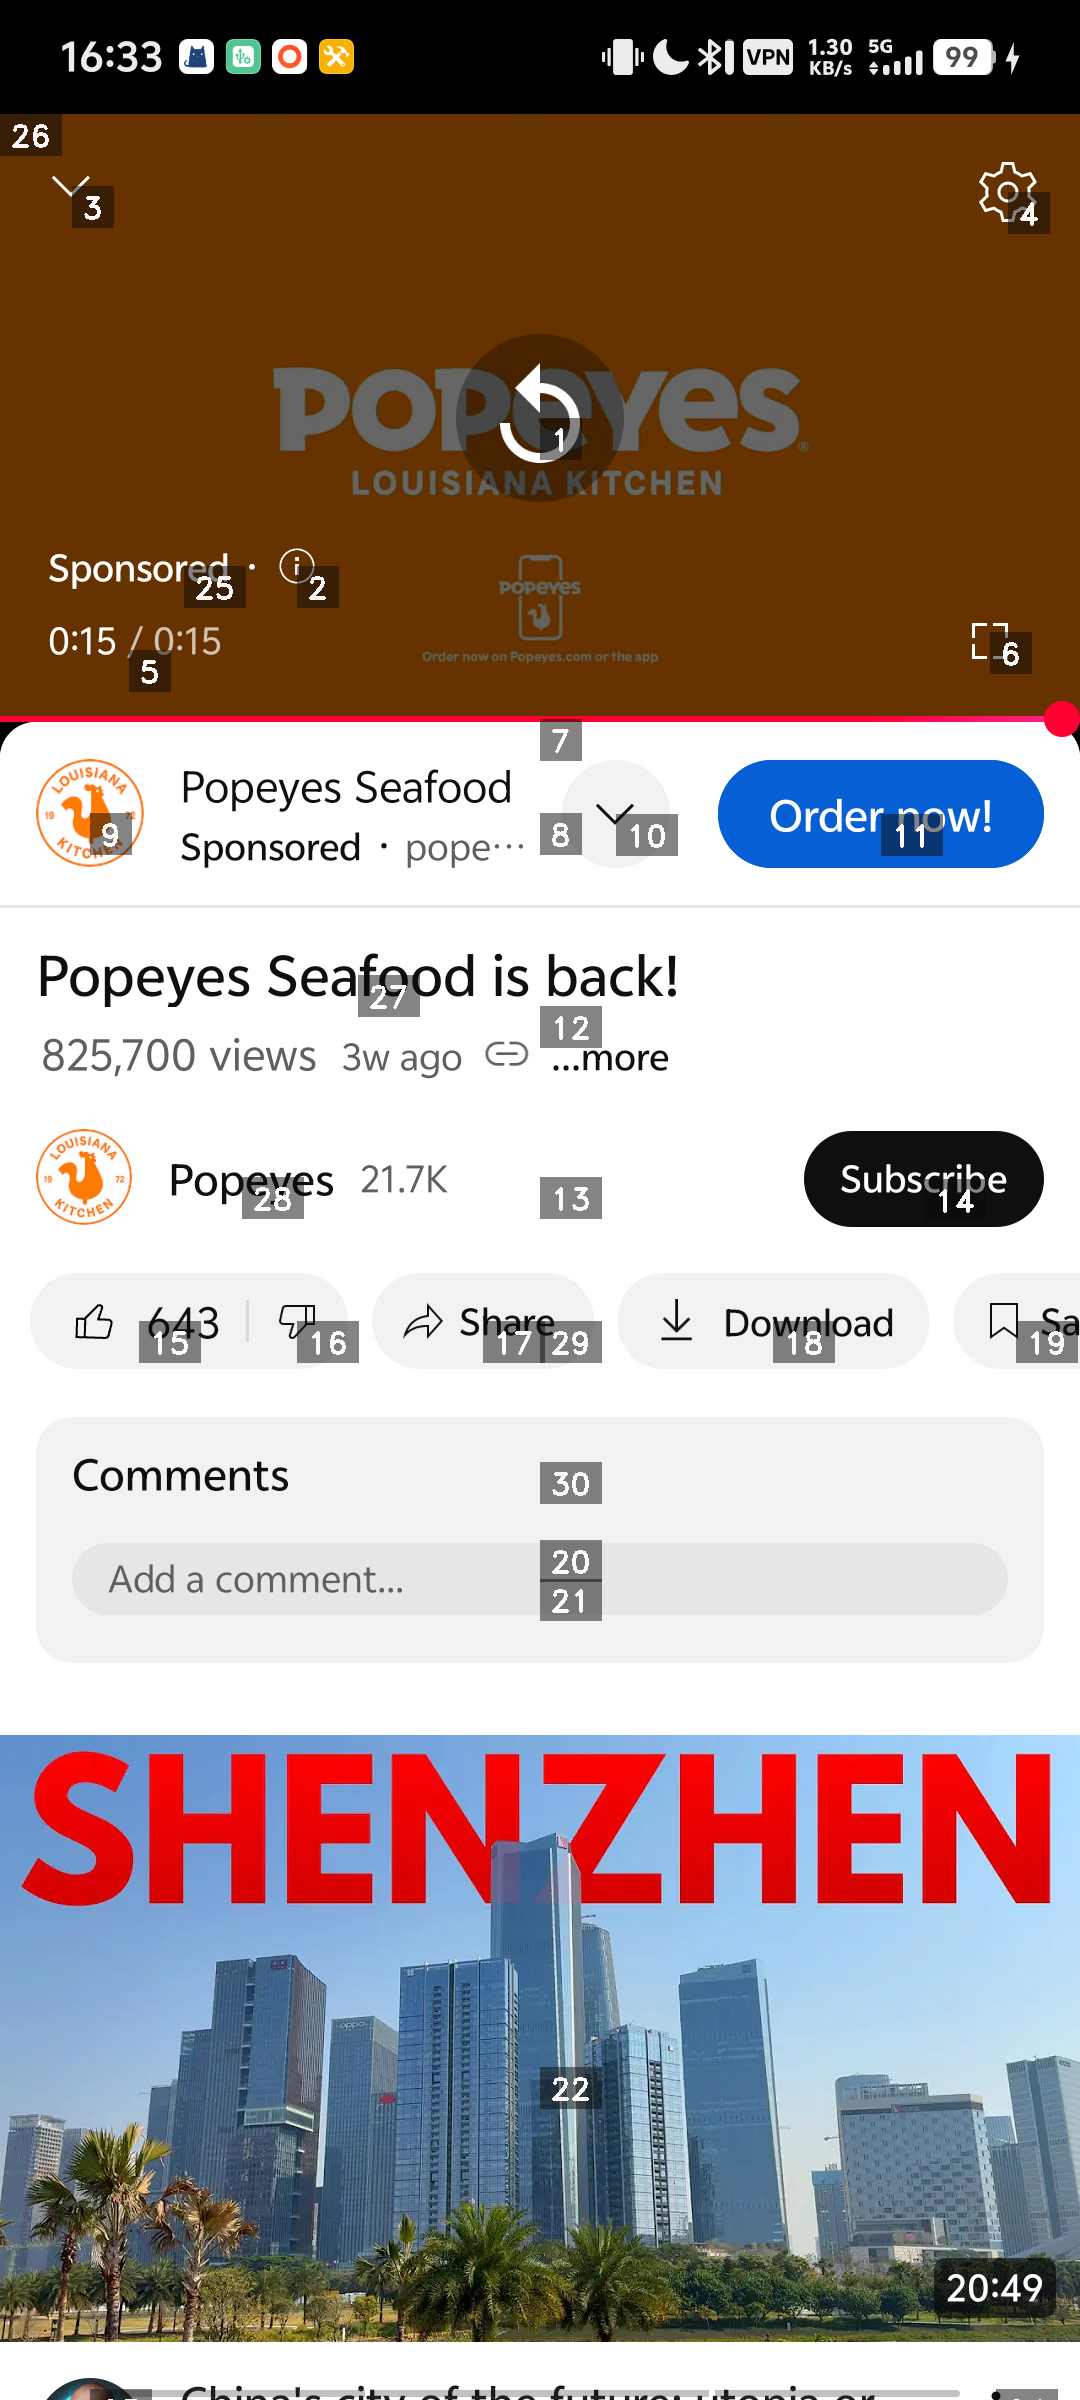 16:33
VPN
1.30 KB/s
5G
99
26
3
4
POPEYES
LOUISIANA KITCHEN
1
Sponsored ·
25
2
POPEYES
0:15 / 0:15
5
Order now on Popeyes.com or the app
6
7
LOUISIANA KITCHEN
19 72
Popeyes Seafood
Sponsored · pope...
9
8
10
Order now!
11
Popeyes Seafood is back!
27
12
825,700 views 3w ago ...more
LOUISIANA KITCHEN
19 72
Popeyes 21.7K
28
13
Subscribe
14
643
15
16
Share
17
29
Download
18
Sa
19
Comments
30
Add a comment...
20
21
SHENZHEN
oppo
22
20:49
China's city of the future: utopia or